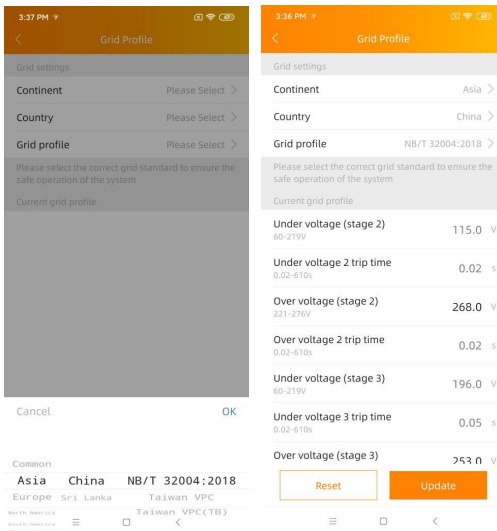 3:37 PM
Grid Profile
Grid settings
Continent Please Select
Country Please Select
Grid profile Please Select
Please select the correct grid standard to ensure the
safe operation of the system
Current grid profile
Cancel OK
Common
Asia China NB/T 32004:2018
Europe Sri Lanka Taiwan VPC
North America Taiwan VPC(TB)
South America
3:36 PM
Grid Profile
Grid settings
Continent Asia
Country China
Grid profile NB/T 32004:2018
Please select the correct grid standard to ensure the
safe operation of the system
Current grid profile
Under voltage (stage 2) 115.0 V
60-219V
Under voltage 2 trip time 0.02 s
0.02-610s
Over voltage (stage 2) 268.0 V
221-276V
Over voltage 2 trip time 0.02 s
0.02-610s
Under voltage (stage 3) 196.0 V
60-219V
Under voltage 3 trip time 0.05 s
0.02-610s
Over voltage (stage 3) 253.0 V
Reset Update